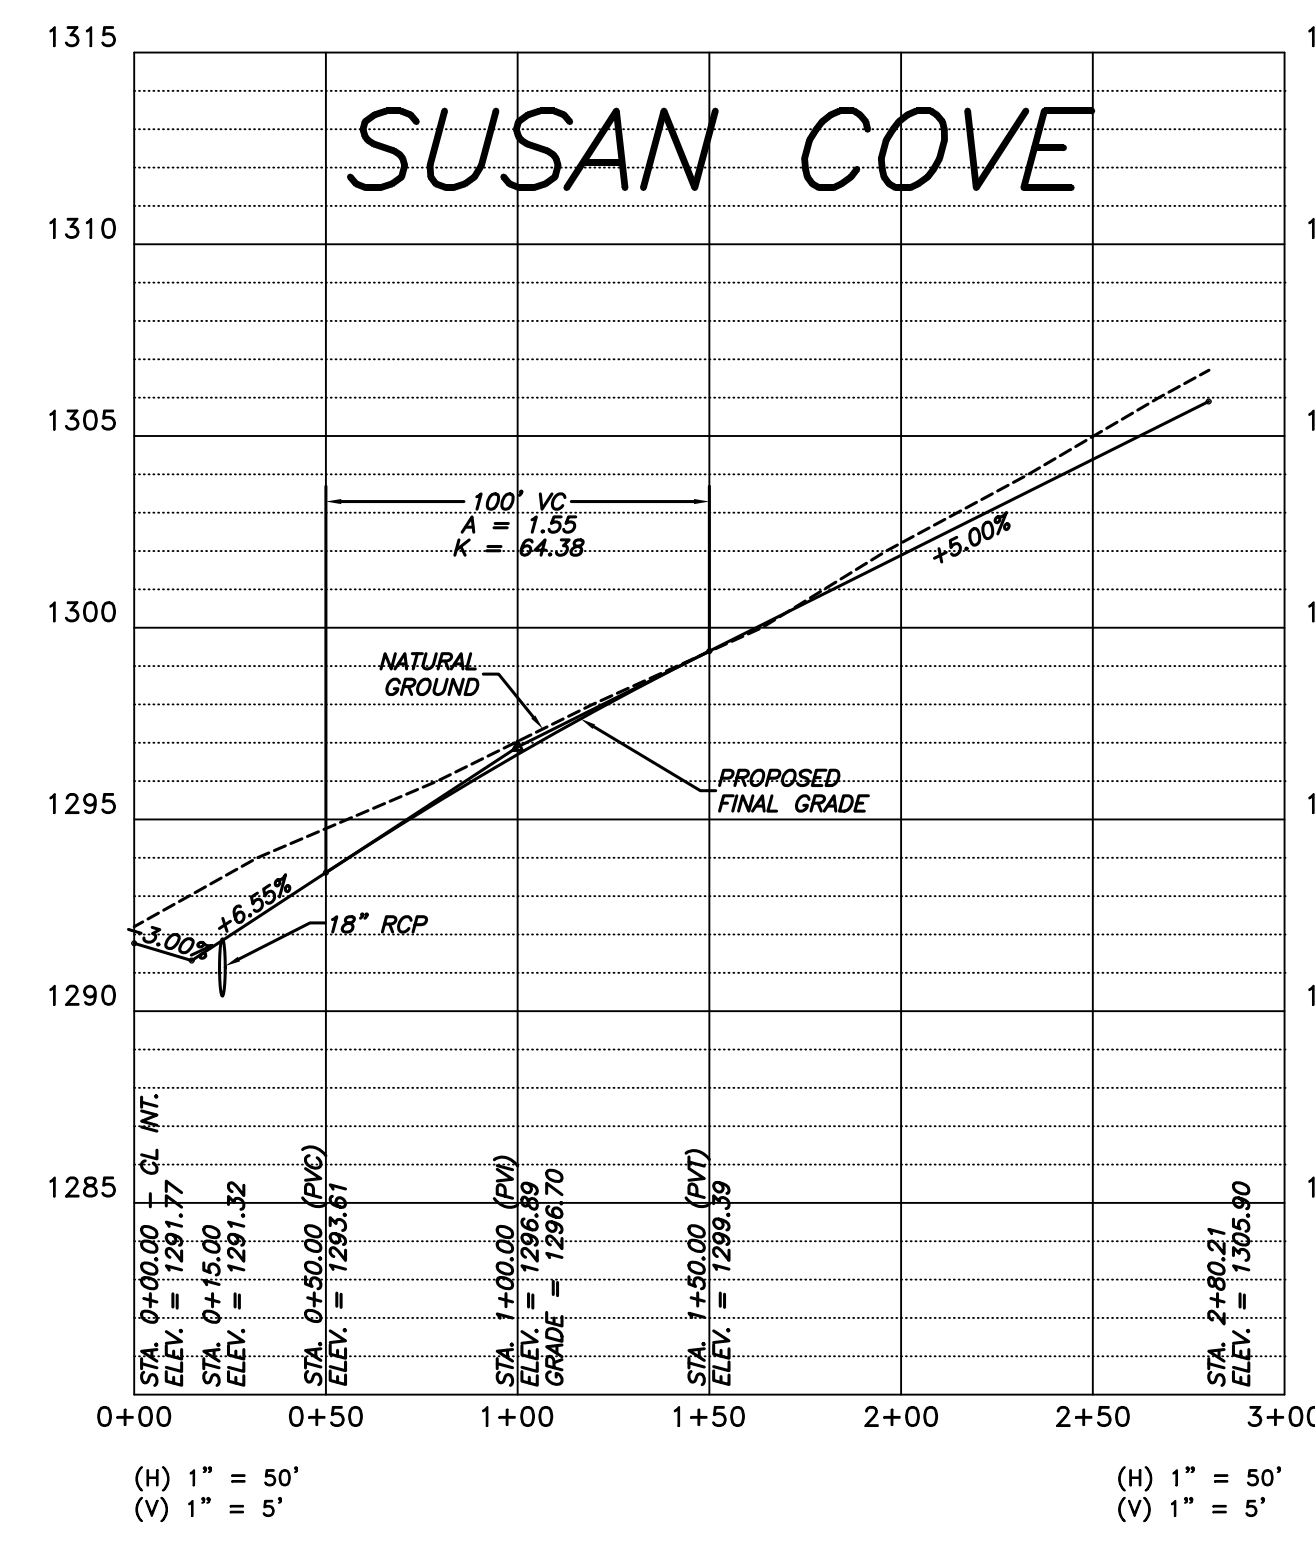 SUSAN COVE
1315
1310
1305
1300
1295
1290
1285
100' VC
A = 1.55
K = 64.38
+5.00%
NATURAL
GROUND
PROPOSED
FINAL GRADE
+6.55%
-3.00%
18" RCP
STA. 0+00.00 - CL INT.
ELEV. = 1291.77
STA. 0+15.00
ELEV. = 1291.32
STA. 0+50.00 (PVC)
ELEV. = 1293.61
STA. 1+00.00 (PVI)
ELEV. = 1296.89
GRADE = 1296.70
STA. 1+50.00 (PVT)
ELEV. = 1299.39
STA. 2+80.21
ELEV. = 1305.90
0+00 0+50 1+00 1+50 2+00 2+50 3+00
(H) 1" = 50'
(V) 1" = 5'
(H) 1" = 50'
(V) 1" = 5'